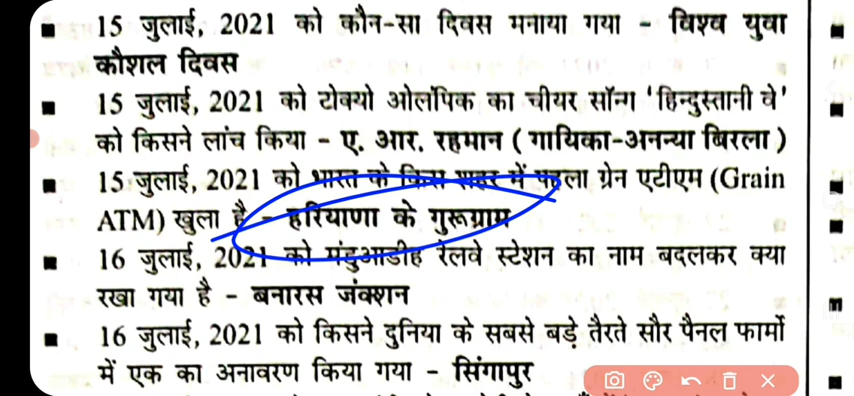 ■ 15 जुलाई, 2021 को कौन-सा दिवस मनाया गया - विश्व युवा
कौशल दिवस
■ 15 जुलाई, 2021 को टोक्यो ओलंपिक का चीयर सॉन्ग 'हिन्दुस्तानी वे'
को किसने लांच किया - ए. आर. रहमान ( गायिका-अनन्या बिरला )
■ 15 जुलाई, 2021 को भारत के किस शहर में पहला ग्रेन एटीएम (Grain
ATM) खुला है - हरियाणा के गुरूग्राम
■ 16 जुलाई, 2021 को मंदुआडीह रेलवे स्टेशन का नाम बदलकर क्या
रखा गया है - बनारस जंक्शन
■ 16 जुलाई, 2021 को किसने दुनिया के सबसे बड़े तैरते सौर पैनल फार्मो
में एक का अनावरण किया गया - सिंगापुर